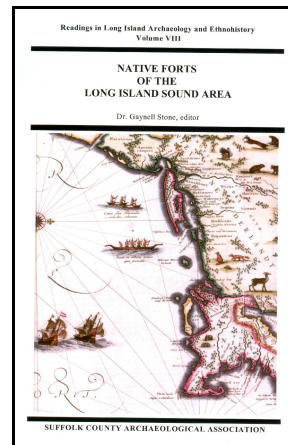 Readings in Long Island Archaeology and Ethnohistory
Volume VIII
NATIVE FORTS
OF THE
LONG ISLAND SOUND AREA
Dr. Gaynell Stone, editor
SUFFOLK COUNTY ARCHAEOLOGICAL ASSOCIATION